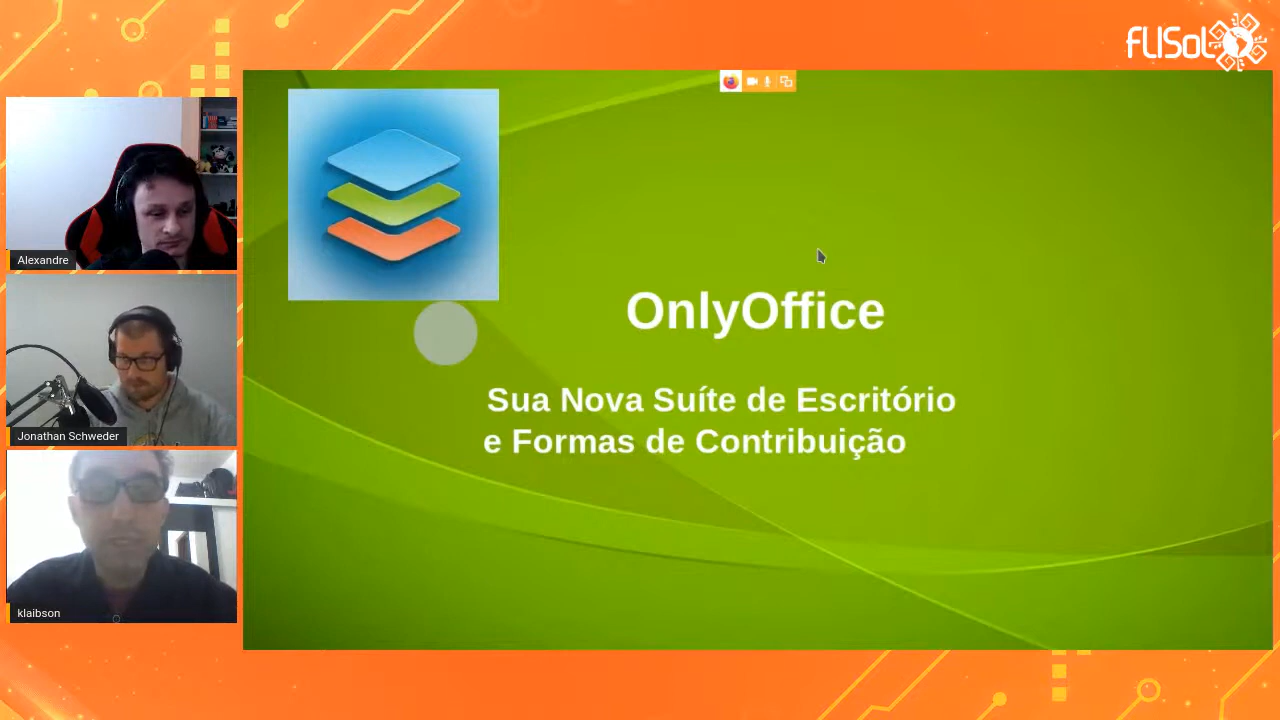 FLISoL
Alexandre
Jonathan Schweder
klaibson
OnlyOffice
Sua Nova Suíte de Escritório
e Formas de Contribuição